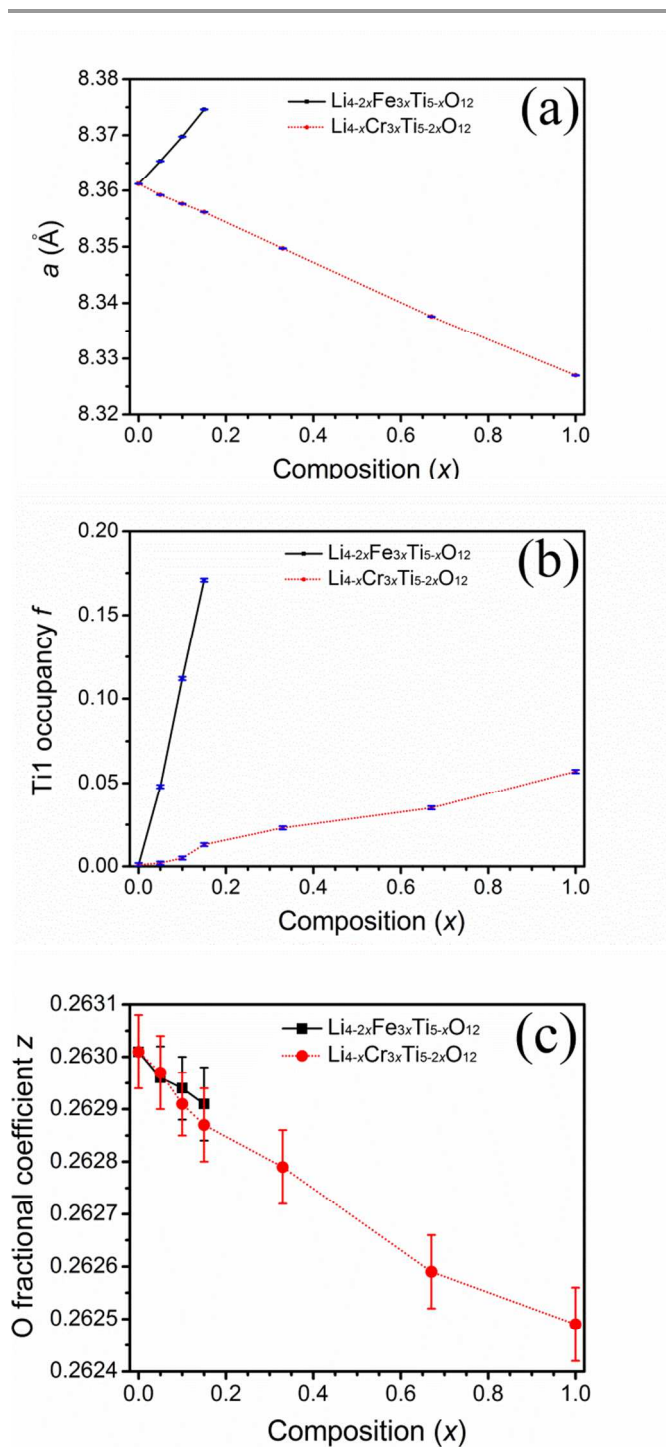 8.38
8.37
8.36
8.35
8.34
8.33
8.32
a (Å)
Li4-2xFe3xTi5-xO12
Li4-xCr3xTi5-2xO12
(a)
0.0 0.2 0.4 0.6 0.8 1.0
Composition (x)
0.20
0.15
0.10
0.05
0.00
Ti1 occupancy f
Li4-2xFe3xTi5-xO12
Li4-xCr3xTi5-2xO12
(b)
0.0 0.2 0.4 0.6 0.8 1.0
Composition (x)
0.2631
0.2630
0.2629
0.2628
0.2627
0.2626
0.2625
0.2624
O fractional coefficient z
Li4-2xFe3xTi5-xO12
Li4-xCr3xTi5-2xO12
(c)
0.0 0.2 0.4 0.6 0.8 1.0
Composition (x)